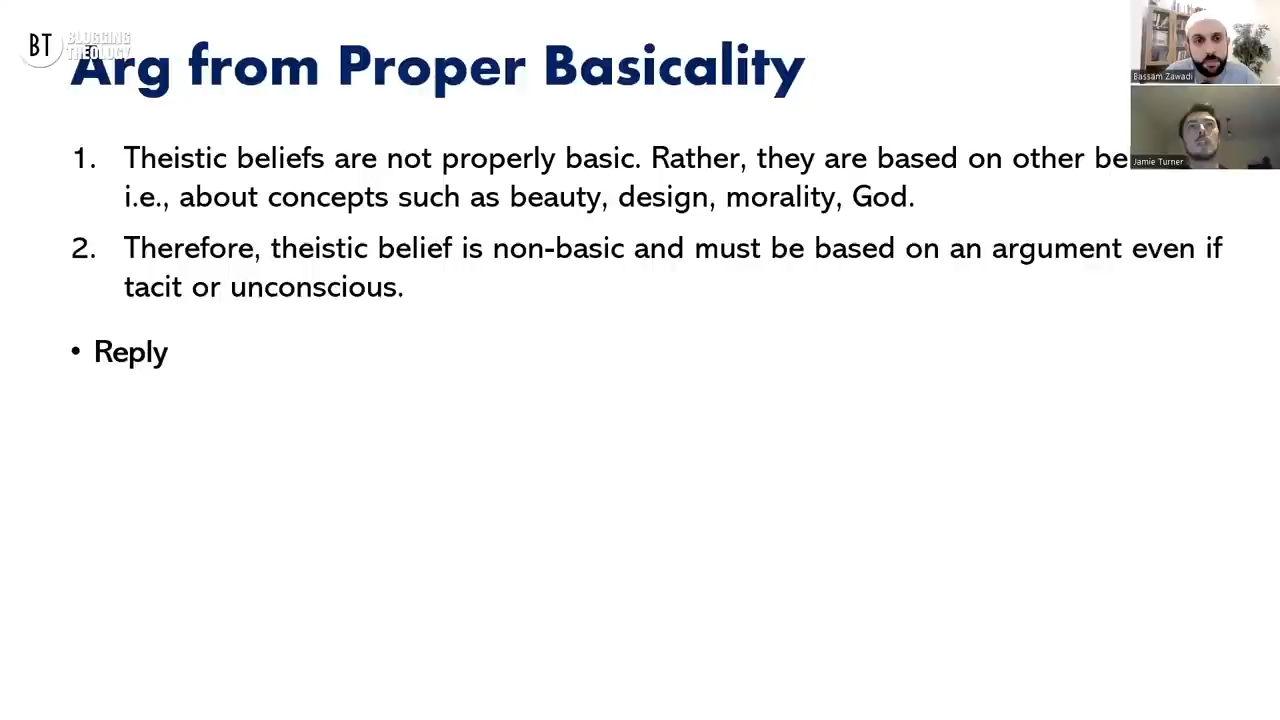 BT BLOGGING
THEOLOGY
Arg from Proper Basicality
Bassam Zawadi
Jamie Turner
1. Theistic beliefs are not properly basic. Rather, they are based on other
i.e., about concepts such as beauty, design, morality, God.
2. Therefore, theistic belief is non-basic and must be based on an argument even if
tacit or unconscious.
• Reply